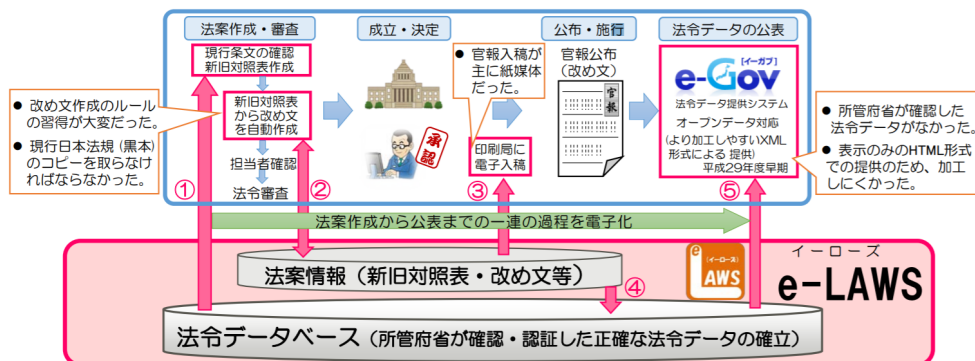 法案作成・審査
成立・決定
公布・施行
法令データの公表
現行条文の確認
新旧対照表作成
新旧対照表
から改め文
を自動作成
担当者確認
法令審査
● 改め文作成のルール
の習得が大変だった。
● 現行日本法規（黒本）
のコピーを取らなけ
ればならなかった。
承認
● 官報入稿が
主に紙媒体
だった。
印刷局に
電子入稿
官報公布
（改め文）
官報
[イーガブ]
e-Gov
法令データ提供システム
オープンデータ対応
(より加工しやすいXML
形式による 提供)
平成29年度早期
● 所管府省が確認した
法令データがなかった。
● 表示のみのHTML形式
での提供のため、加工
しにくかった。
①
②
③
⑤
法案作成から公表までの一連の過程を電子化
法案情報（新旧対照表・改め文等）
④
e
(イーローズ)
LAWS
イーローズ
e-LAWS
法令データベース（所管府省が確認・認証した正確な法令データの確立）